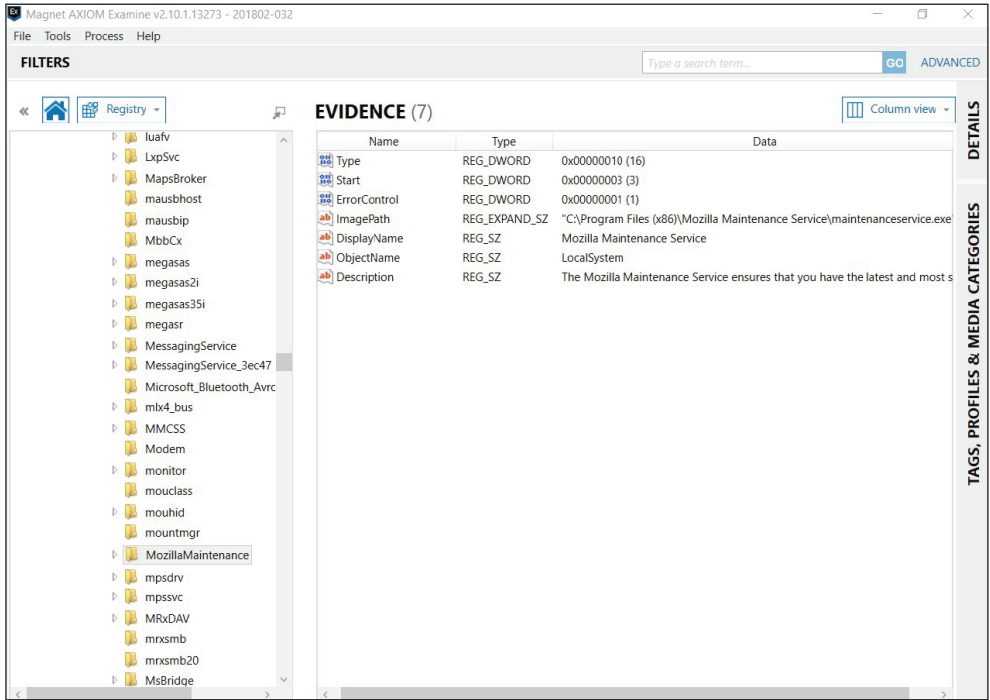 Magnet AXIOM Examine v2.10.1.13273 - 201802-032
File Tools Process Help
FILTERS
Type a search term...
GO
ADVANCED
Registry
EVIDENCE (7)
Column view
luafv
LxpSvc
MapsBroker
mausbhost
mausbip
MbbCx
megasas
megasas2i
megasas35i
megasr
MessagingService
MessagingService_3ec47
Microsoft_Bluetooth_Avrc
mlx4_bus
MMCSS
Modem
monitor
mouclass
mouhid
mountmgr
MozillaMaintenance
mpsdrv
mpssvc
MRxDAV
mrxsmb
mrxsmb20
MsBridge
Name Type Data
Type REG_DWORD 0x00000010 (16)
Start REG_DWORD 0x00000003 (3)
ErrorControl REG_DWORD 0x00000001 (1)
ImagePath REG_EXPAND_SZ "C:\Program Files (x86)\Mozilla Maintenance Service\maintenanceservice.exe"
DisplayName REG_SZ Mozilla Maintenance Service
ObjectName REG_SZ LocalSystem
Description REG_SZ The Mozilla Maintenance Service ensures that you have the latest and most s
DETAILS
TAGS, PROFILES & MEDIA CATEGORIES